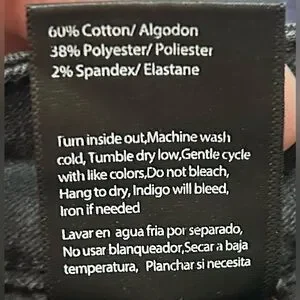 60% Cotton/ Algodon
38% Polyester/ Poliester
2% Spandex/ Elastane
Turn inside out,Machine wash
cold, Tumble dry low,Gentle cycle
with like colors,Do not bleach,
Hang to dry, Indigo will bleed,
Iron if needed
Lavar en agua fria por separado,
No usar blanqueador,Secar a baja
temperatura, Planchar si necesita